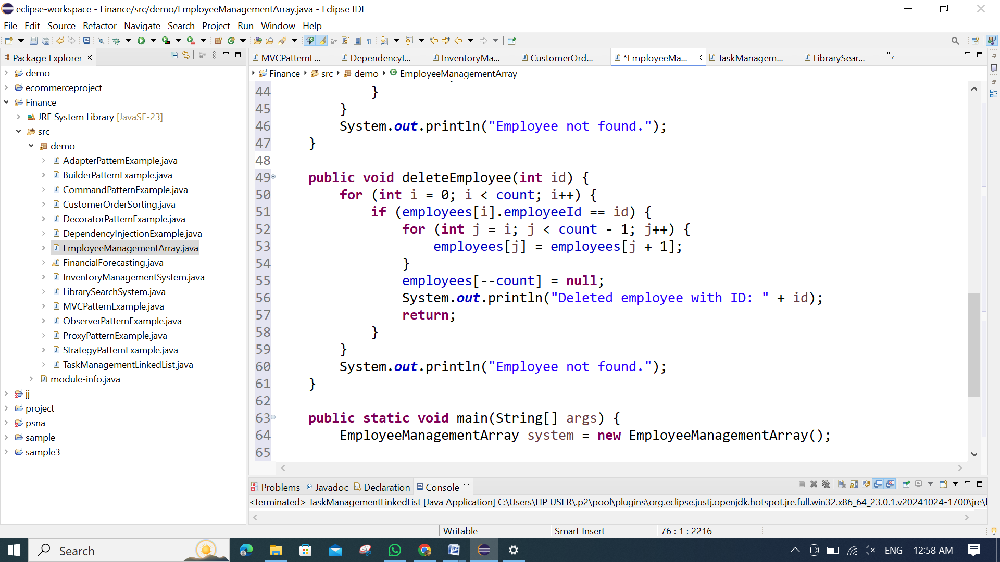 eclipse-workspace - Finance/src/demo/EmployeeManagementArray.java - Eclipse IDE
File Edit Source Refactor Navigate Search Project Run Window Help
Package Explorer
demo
ecommerceproject
Finance
JRE System Library [JavaSE-23]
src
demo
AdapterPatternExample.java
BuilderPatternExample.java
CommandPatternExample.java
CustomerOrderSorting.java
DecoratorPatternExample.java
DependencyInjectionExample.java
EmployeeManagementArray.java
FinancialForecasting.java
InventoryManagementSystem.java
LibrarySearchSystem.java
MVCPatternExample.java
ObserverPatternExample.java
ProxyPatternExample.java
StrategyPatternExample.java
TaskManagementLinkedList.java
module-info.java
jj
project
psna
sample
sample3
MVCPatternE... DependencyI... InventoryMa... CustomerOrd... *EmployeeMa... TaskManagem... LibrarySear... »7
Finance src demo EmployeeManagementArray
44 }
45 }
46 System.out.println("Employee not found.");
47 }
48
49 public void deleteEmployee(int id) {
50 for (int i = 0; i < count; i++) {
51 if (employees[i].employeeId == id) {
52 for (int j = i; j < count - 1; j++) {
53 employees[j] = employees[j + 1];
54 }
55 employees[--count] = null;
56 System.out.println("Deleted employee with ID: " + id);
57 return;
58 }
59 }
60 System.out.println("Employee not found.");
61 }
62
63 public static void main(String[] args) {
64 EmployeeManagementArray system = new EmployeeManagementArray();
65
Problems @ Javadoc Declaration Console
<terminated> TaskManagementLinkedList [Java Application] C:\Users\HP USER\.p2\pool\plugins\org.eclipse.justj.openjdk.hotspot.jre.full.win32.x86_64_23.0.1.v20241024-1700\jre\
Writable Smart Insert 76 : 1 : 2216
Search ENG 12:58 AM